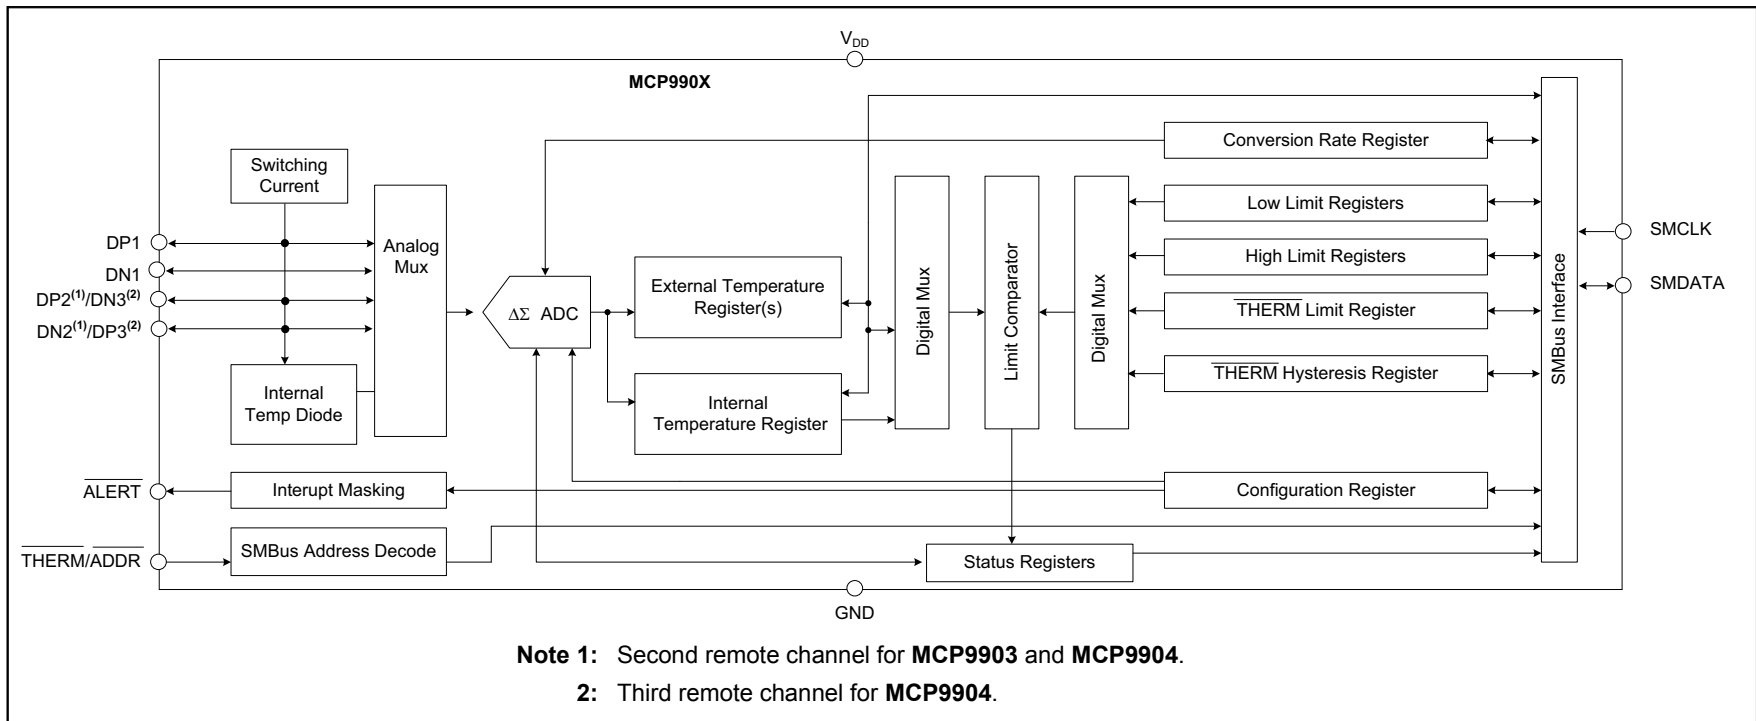 V_DD
MCP990X
Switching
Current
DP1
DN1
DP2(1)/DN3(2)
DN2(1)/DP3(2)
Analog
Mux
Internal
Temp Diode
ΔΣ ADC
External Temperature
Register(s)
Internal
Temperature Register
Digital Mux
Limit Comparator
Digital Mux
Conversion Rate Register
Low Limit Registers
High Limit Registers
THERM Limit Register
THERM Hysteresis Register
SMBus Interface
SMCLK
SMDATA
ALERT
Interupt Masking
Configuration Register
THERM/ADDR
SMBus Address Decode
Status Registers
GND
Note 1: Second remote channel for MCP9903 and MCP9904.
2: Third remote channel for MCP9904.